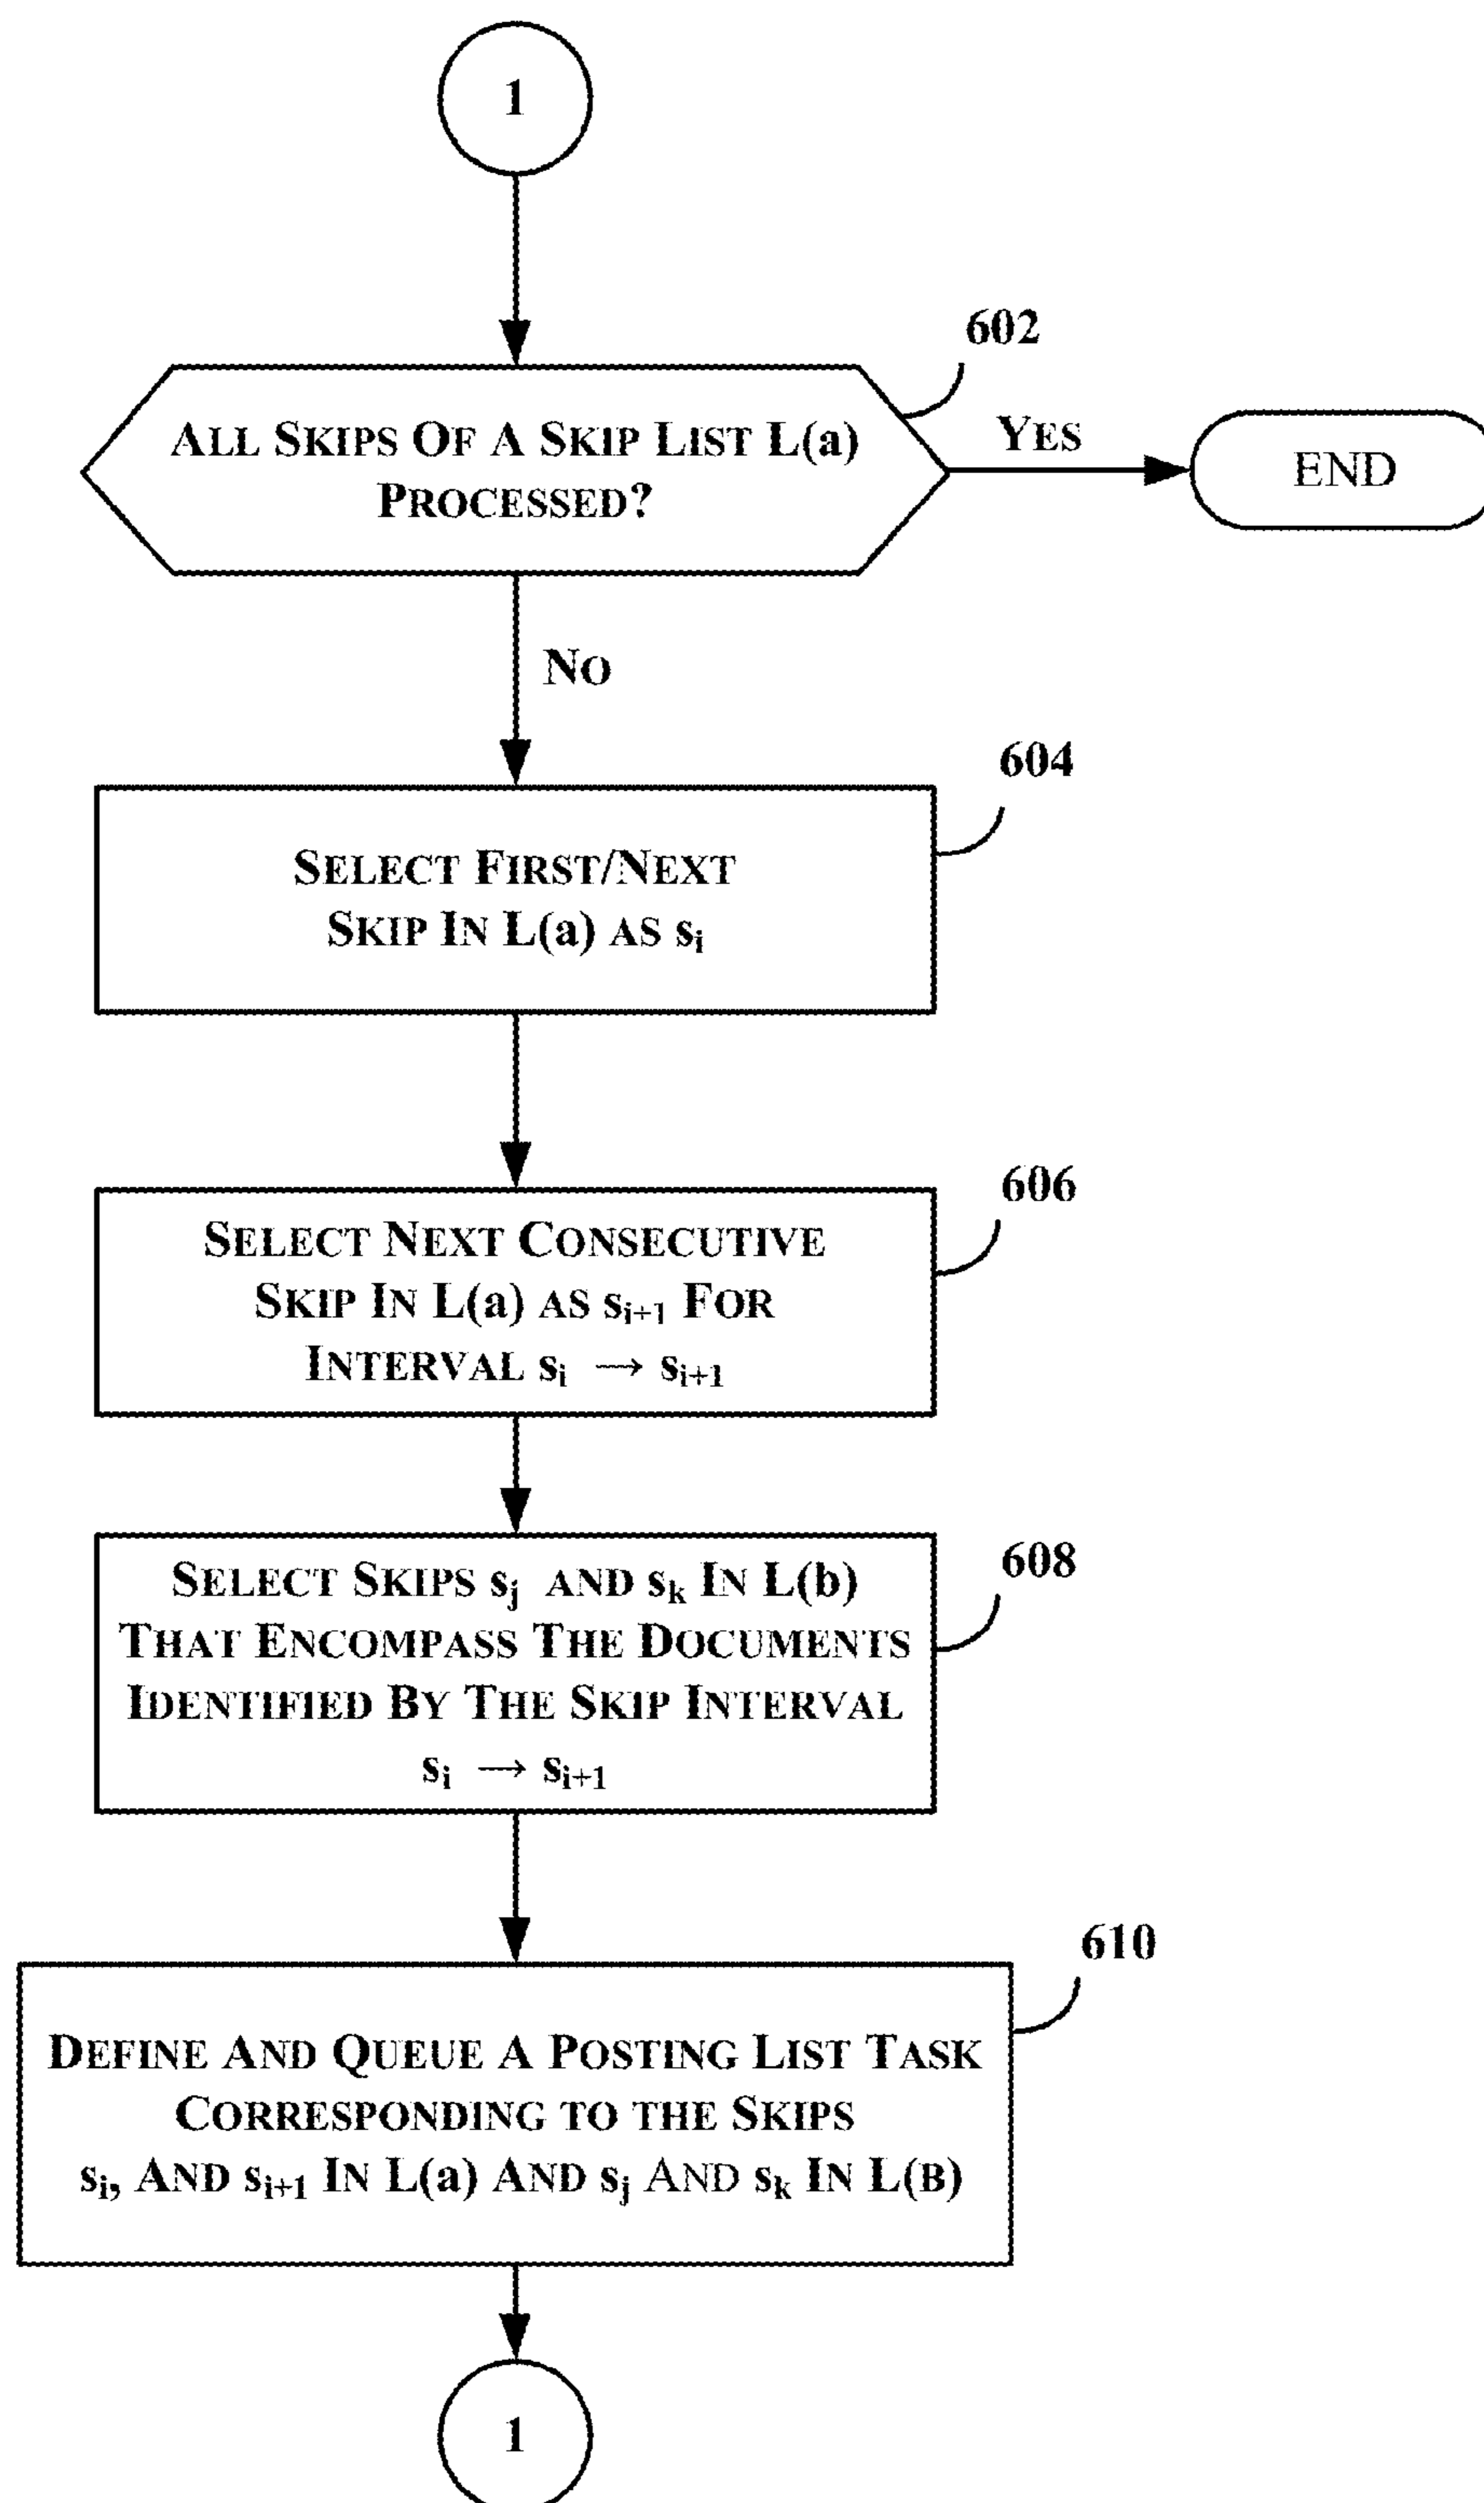 1
602
ALL SKIPS OF A SKIP LIST L(a)
PROCESSED?
YES
END
NO
604
SELECT FIRST/NEXT
SKIP IN L(a) AS sᵢ
606
SELECT NEXT CONSECUTIVE
SKIP IN L(a) AS sᵢ₊₁ FOR
INTERVAL sᵢ → sᵢ₊₁
608
SELECT SKIPS sⱼ AND sₖ IN L(b)
THAT ENCOMPASS THE DOCUMENTS
IDENTIFIED BY THE SKIP INTERVAL
sᵢ → sᵢ₊₁
610
DEFINE AND QUEUE A POSTING LIST TASK
CORRESPONDING TO THE SKIPS
sᵢ, AND sᵢ₊₁ IN L(a) AND sⱼ AND sₖ IN L(B)
1